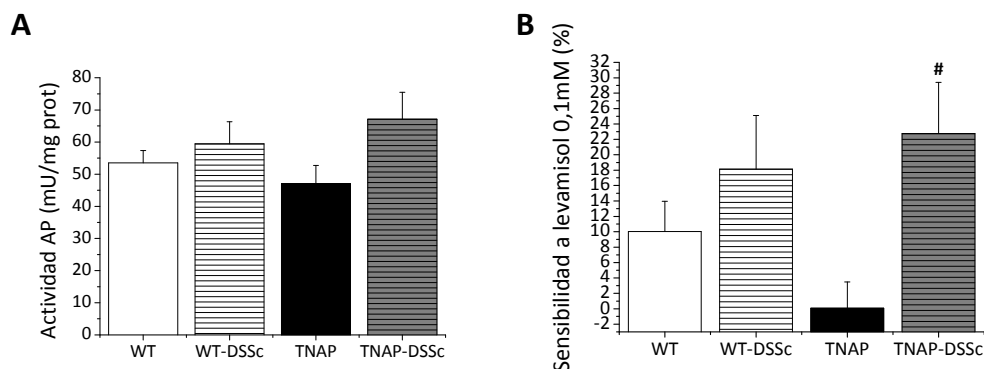 A
Actividad AP (mU/mg prot)
80
70
60
50
40
30
20
10
0
WT
WT-DSSc
TNAP
TNAP-DSSc
B
Sensibilidad a levamisol 0,1mM (%)
32
30
28
26
24
22
20
18
16
14
12
10
8
6
4
2
0
-2
#
WT
WT-DSSc
TNAP
TNAP-DSSc